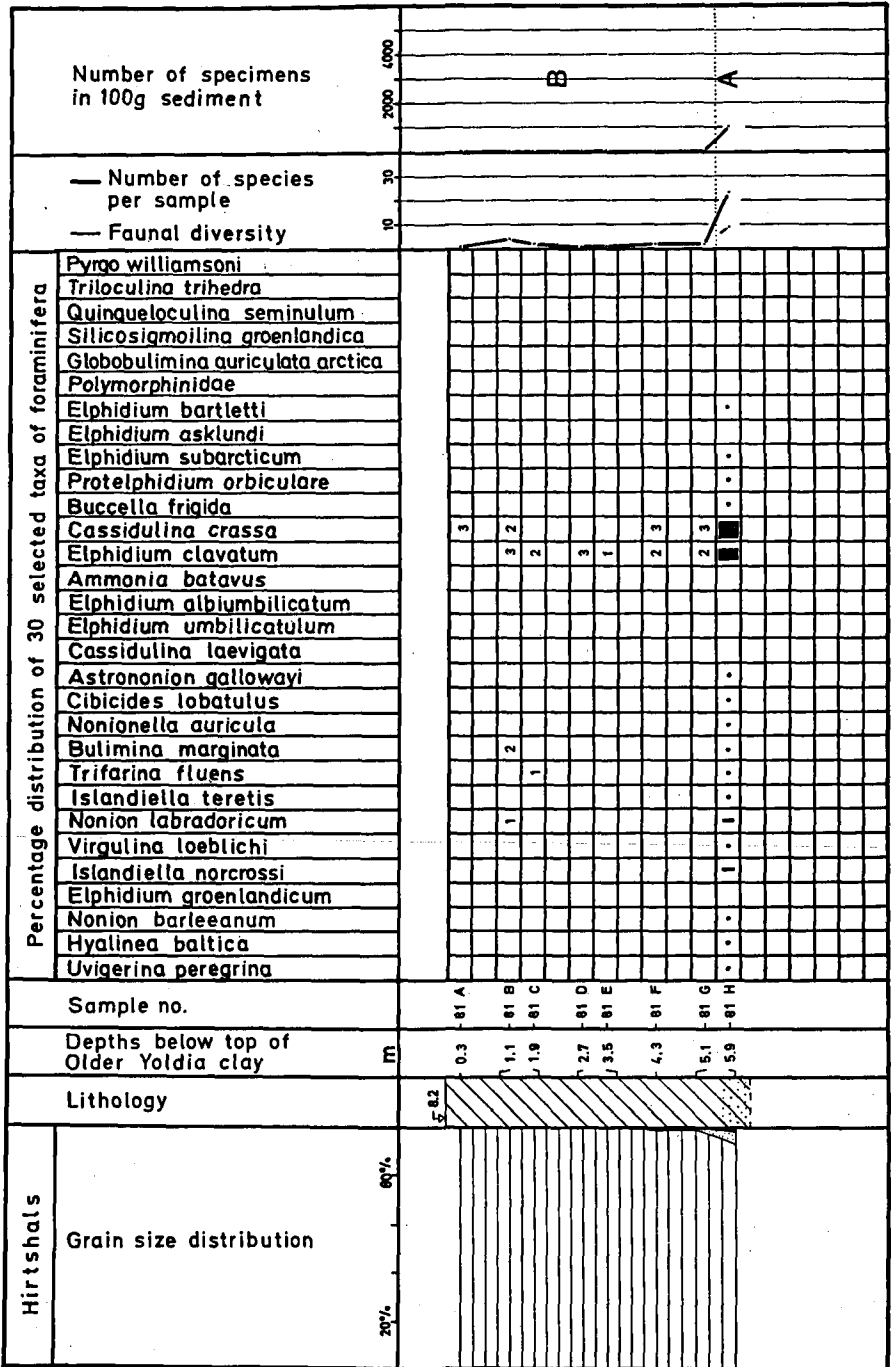 Number of specimens
in 100g sediment
2000
4000
B
A
Number of species
per sample
Faunal diversity
10
30
Percentage distribution of 30 selected taxa of foraminifera
Pyrgo williamsoni
Triloculina trihedra
Quinqueloculina seminulum
Silicosigmoilina groenlandica
Globobulimina auriculata arctica
Polymorphinidae
Elphidium bartletti
Elphidium asklundi
Elphidium subarcticum
Protelphidium orbiculare
Buccella frigida
Cassidulina crassa 3 2 3 3
Elphidium clavatum 3 2 3 1 2 2
Ammonia batavus
Elphidium albiumbilicatum
Elphidium umbilicatulum
Cassidulina laevigata
Astrononion gallowayi
Cibicides lobatulus
Nonionella auricula
Bulimina marginata 2
Trifarina fluens 1
Islandiella teretis
Nonion labradoricum 1
Virgulina loeblichi
Islandiella norcrossi
Elphidium groenlandicum
Nonion barleeanum
Hyalinea baltica
Uvigerina peregrina
Sample no. 81 A 81 B 81 C 81 D 81 E 81 F 81 G 81 H
Depths below top of
Older Yoldia clay m 0.3 1.1 1.9 2.7 3.5 4.3 5.1 5.9
Lithology 8.2
Hirtshals
Grain size distribution
20%
60%